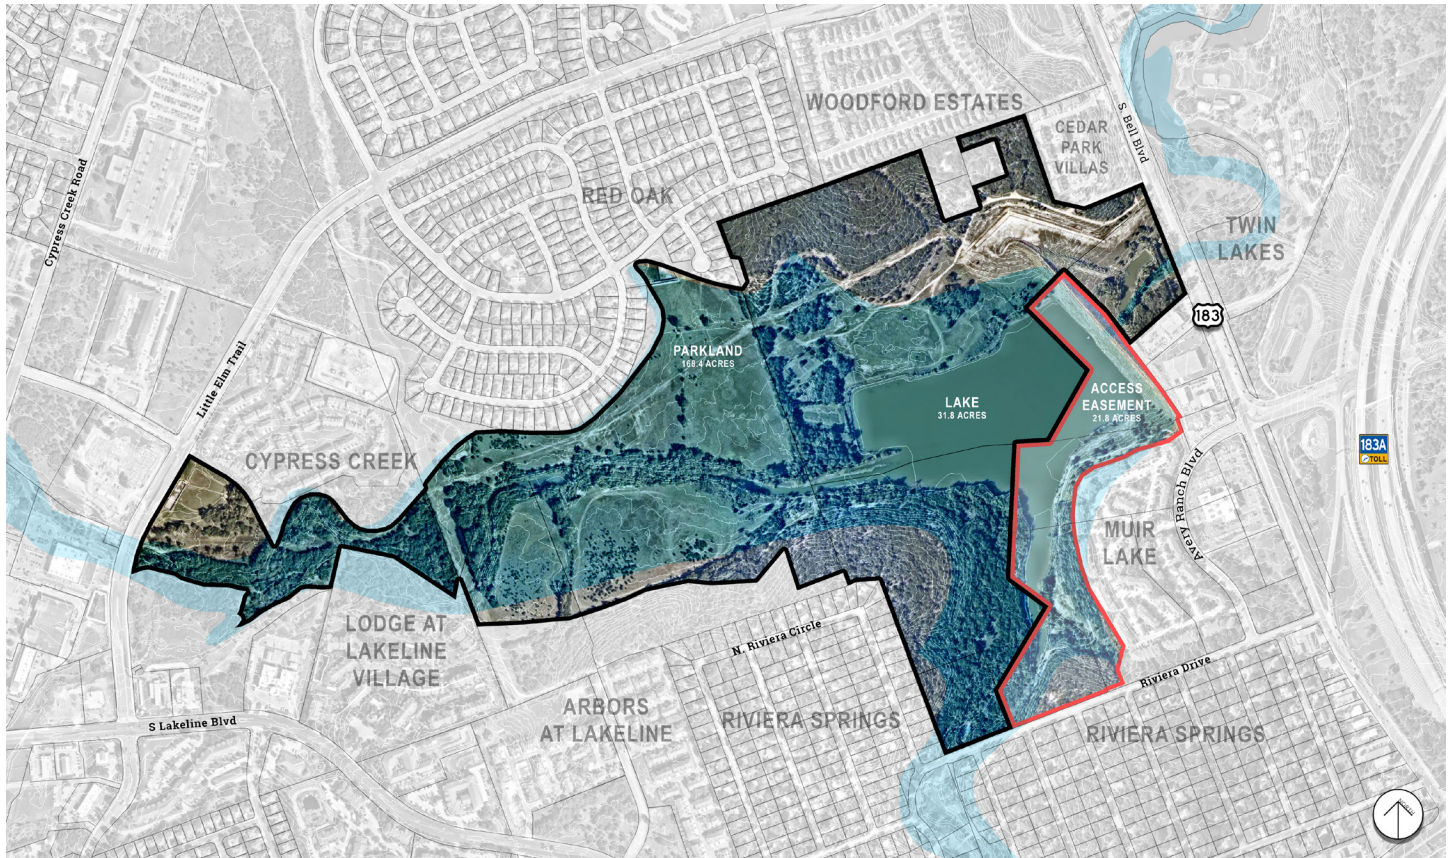 WOODFORD ESTATES
CEDAR
PARK
VILLAS
S. Bell Blvd
Cypress Creek Road
RED OAK
TWIN
LAKES
183
Little Elm Trail
PARKLAND
168.4 ACRES
LAKE
31.8 ACRES
ACCESS
EASEMENT
21.8 ACRES
183A
TOLL
CYPRESS CREEK
Avery Ranch Blvd
MUIR
LAKE
LODGE AT
LAKELINE
VILLAGE
N. Riviera Circle
Riviera Drive
S Lakeline Blvd
ARBORS
AT LAKELINE
RIVIERA SPRINGS
RIVIERA SPRINGS
NORTH